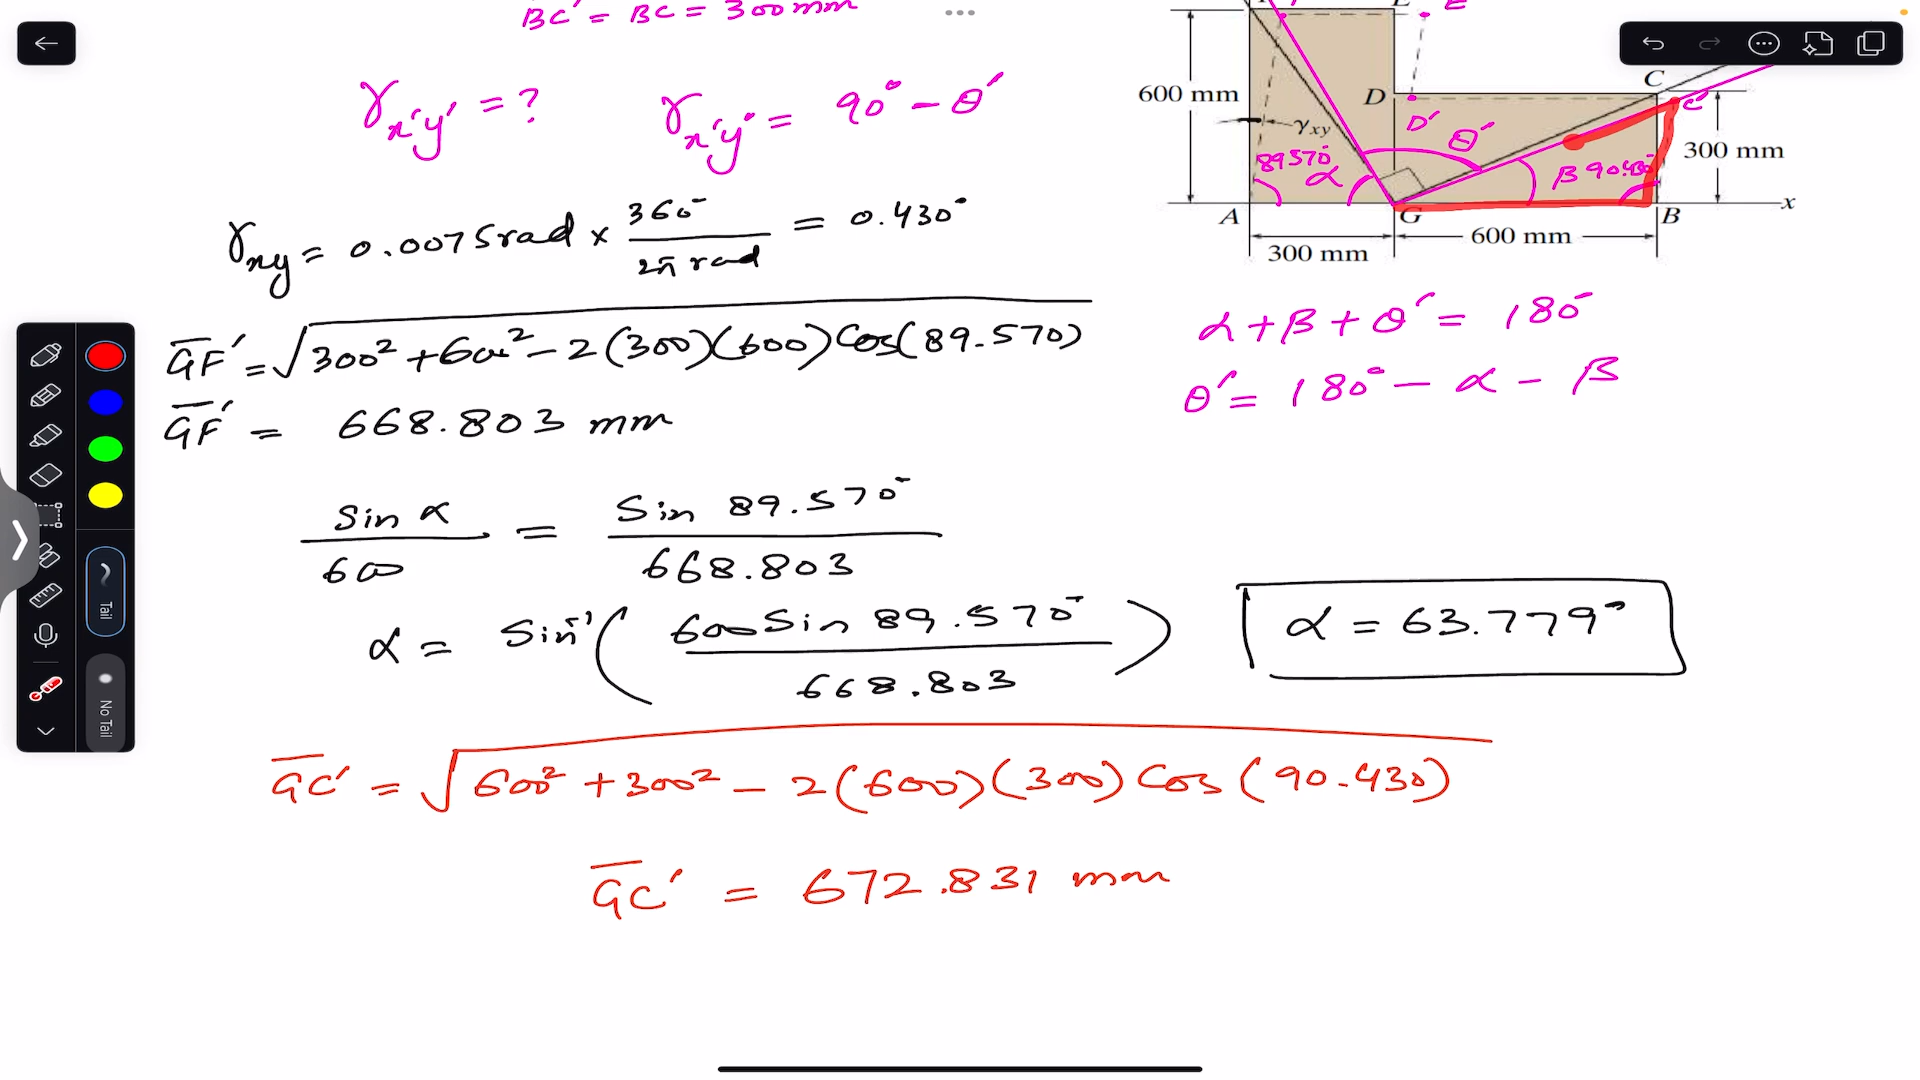 BC' = BC = 300 mm
γx'y' = ?
γx'y' = 90° - θ'
γxy = 0.0075 rad × 360° / 2π rad = 0.430°
GF' = √300² + 600² - 2(300)(600) Cos(89.570)
GF' = 668.803 mm
Sin α / 600 = Sin 89.570° / 668.803
α = Sin⁻¹ ( 600 Sin 89.570° / 668.803 )
α = 63.779°
GC' = √600² + 300² - 2(600)(300) Cos(90.430)
GC' = 672.831 mm
600 mm
D
C
C'
γxy
D'
θ'
300 mm
89.570°
α
β 90.430°
A
G
B
x
300 mm
600 mm
α + β + θ' = 180°
θ' = 180° - α - β
Tail
No Tail